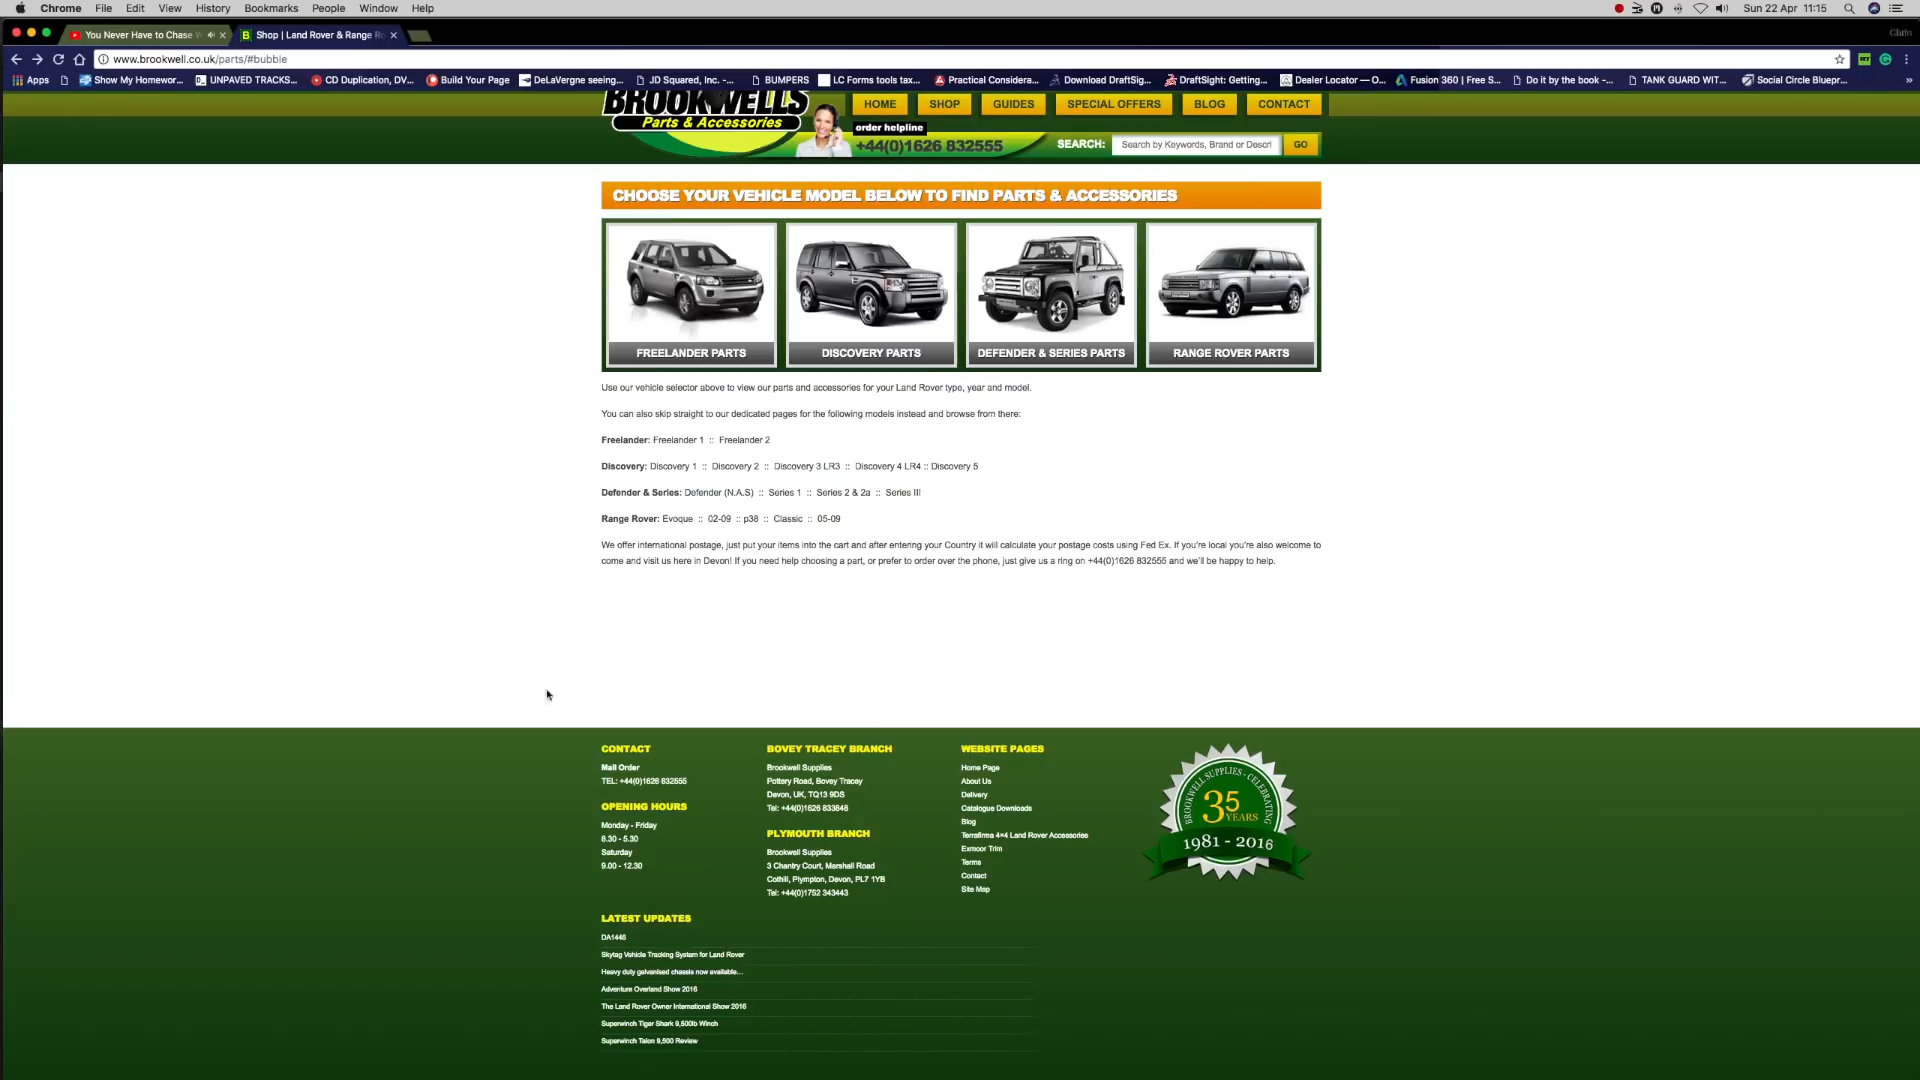 Chrome File Edit View History Bookmarks People Window Help Sun 22 Apr 11:15
You Never Have to Chase W Shop | Land Rover & Range Ro Chris
www.brookwell.co.uk/parts/#bubbie
Apps Show My Homewor... UNPAVED TRACKS... CD Duplication, DV... Build Your Page DeLaVergne seeing... JD Squared, Inc. -... BUMPERS LC Forms tools tax... Practical Considera... Download DraftSig... DraftSight: Getting... Dealer Locator — O... Fusion 360 | Free S... Do it by the book -... TANK GUARD WIT... Social Circle Bluepr... »
BROOKWELLS
Parts & Accessories
HOME SHOP GUIDES SPECIAL OFFERS BLOG CONTACT
order helpline
+44(0)1626 832555 SEARCH: Search by Keywords, Brand or Descri GO
CHOOSE YOUR VEHICLE MODEL BELOW TO FIND PARTS & ACCESSORIES
FREELANDER PARTS DISCOVERY PARTS DEFENDER & SERIES PARTS RANGE ROVER PARTS
Use our vehicle selector above to view our parts and accessories for your Land Rover type, year and model.
You can also skip straight to our dedicated pages for the following models instead and browse from there:
Freelander: Freelander 1 :: Freelander 2
Discovery: Discovery 1 :: Discovery 2 :: Discovery 3 LR3 :: Discovery 4 LR4 :: Discovery 5
Defender & Series: Defender (N.A.S) :: Series 1 :: Series 2 & 2a :: Series III
Range Rover: Evoque :: 02-09 :: p38 :: Classic :: 05-09
We offer international postage, just put your items into the cart and after entering your Country it will calculate your postage costs using Fed Ex. If you're local you're also welcome to
come and visit us here in Devon! If you need help choosing a part, or prefer to order over the phone, just give us a ring on +44(0)1626 832555 and we'll be happy to help.
CONTACT
Mail Order
TEL: +44(0)1626 832555
OPENING HOURS
Monday - Friday
8.30 - 5.30
Saturday
9.00 - 12.30
BOVEY TRACEY BRANCH
Brookwell Supplies
Pottery Road, Bovey Tracey
Devon, UK, TQ13 9DS
Tel: +44(0)1626 833848
PLYMOUTH BRANCH
Brookwell Supplies
3 Chantry Court, Marshall Road
Cothill, Plympton, Devon, PL7 1YB
Tel: +44(0)1752 343443
WEBSITE PAGES
Home Page
About Us
Delivery
Catalogue Downloads
Blog
Terrafirma 4x4 Land Rover Accessories
Exmoor Trim
Terms
Contact
Site Map
BROOKWELL SUPPLIES - CELEBRATING
35
YEARS
1981 - 2016
LATEST UPDATES
DA1446
Skytag Vehicle Tracking System for Land Rover
Heavy duty galvanised chassis now available...
Adventure Overland Show 2016
The Land Rover Owner International Show 2016
Superwinch Tiger Shark 9,500lb Winch
Superwinch Talon 9,500 Review